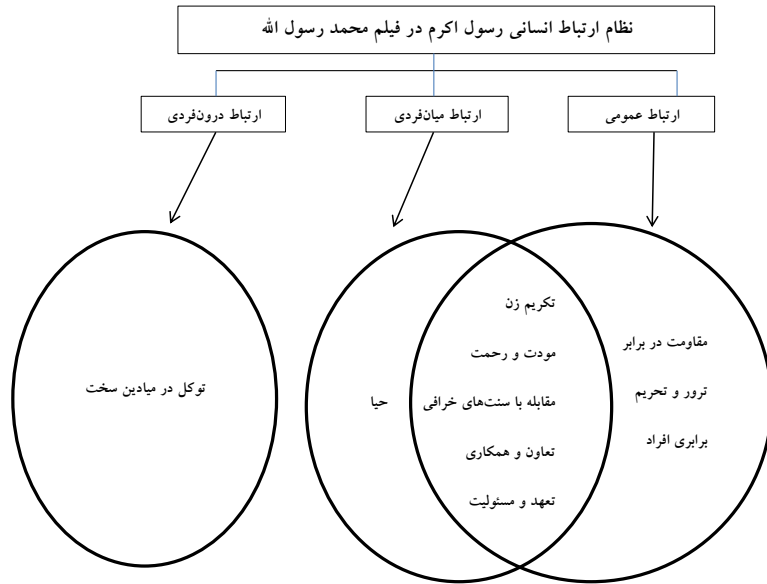 نظام ارتباط انسانی رسول اکرم در فیلم محمد رسول الله
ارتباط عمومی
ارتباط میان‌فردی
ارتباط درون‌فردی
مقاومت در برابر
ترور و تحریم
برابری افراد
تکریم زن
مودت و رحمت
مقابله با سنت‌های خرافی
تعاون و همکاری
تعهد و مسئولیت
حیا
توکل در میادین سخت